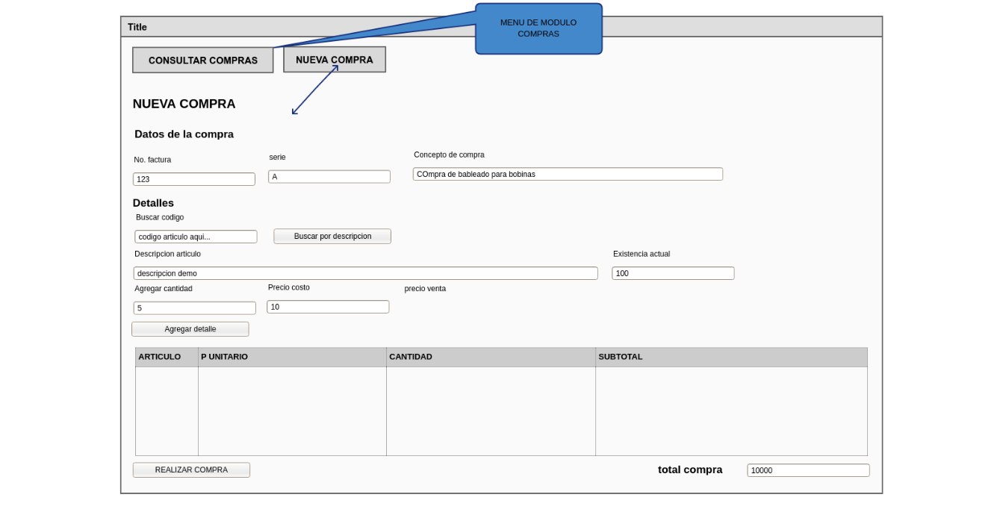 Title
MENU DE MODULO
COMPRAS
CONSULTAR COMPRAS
NUEVA COMPRA
NUEVA COMPRA
Datos de la compra
No. factura
serie
Concepto de compra
123
A
COmpra de bableado para bobinas
Detalles
Buscar codigo
codigo articulo aqui...
Buscar por descripcion
Descripcion articulo
Existencia actual
descripcion demo
100
Agregar cantidad
Precio costo
precio venta
5
10
Agregar detalle
ARTICULO
P UNITARIO
CANTIDAD
SUBTOTAL
REALIZAR COMPRA
total compra
10000